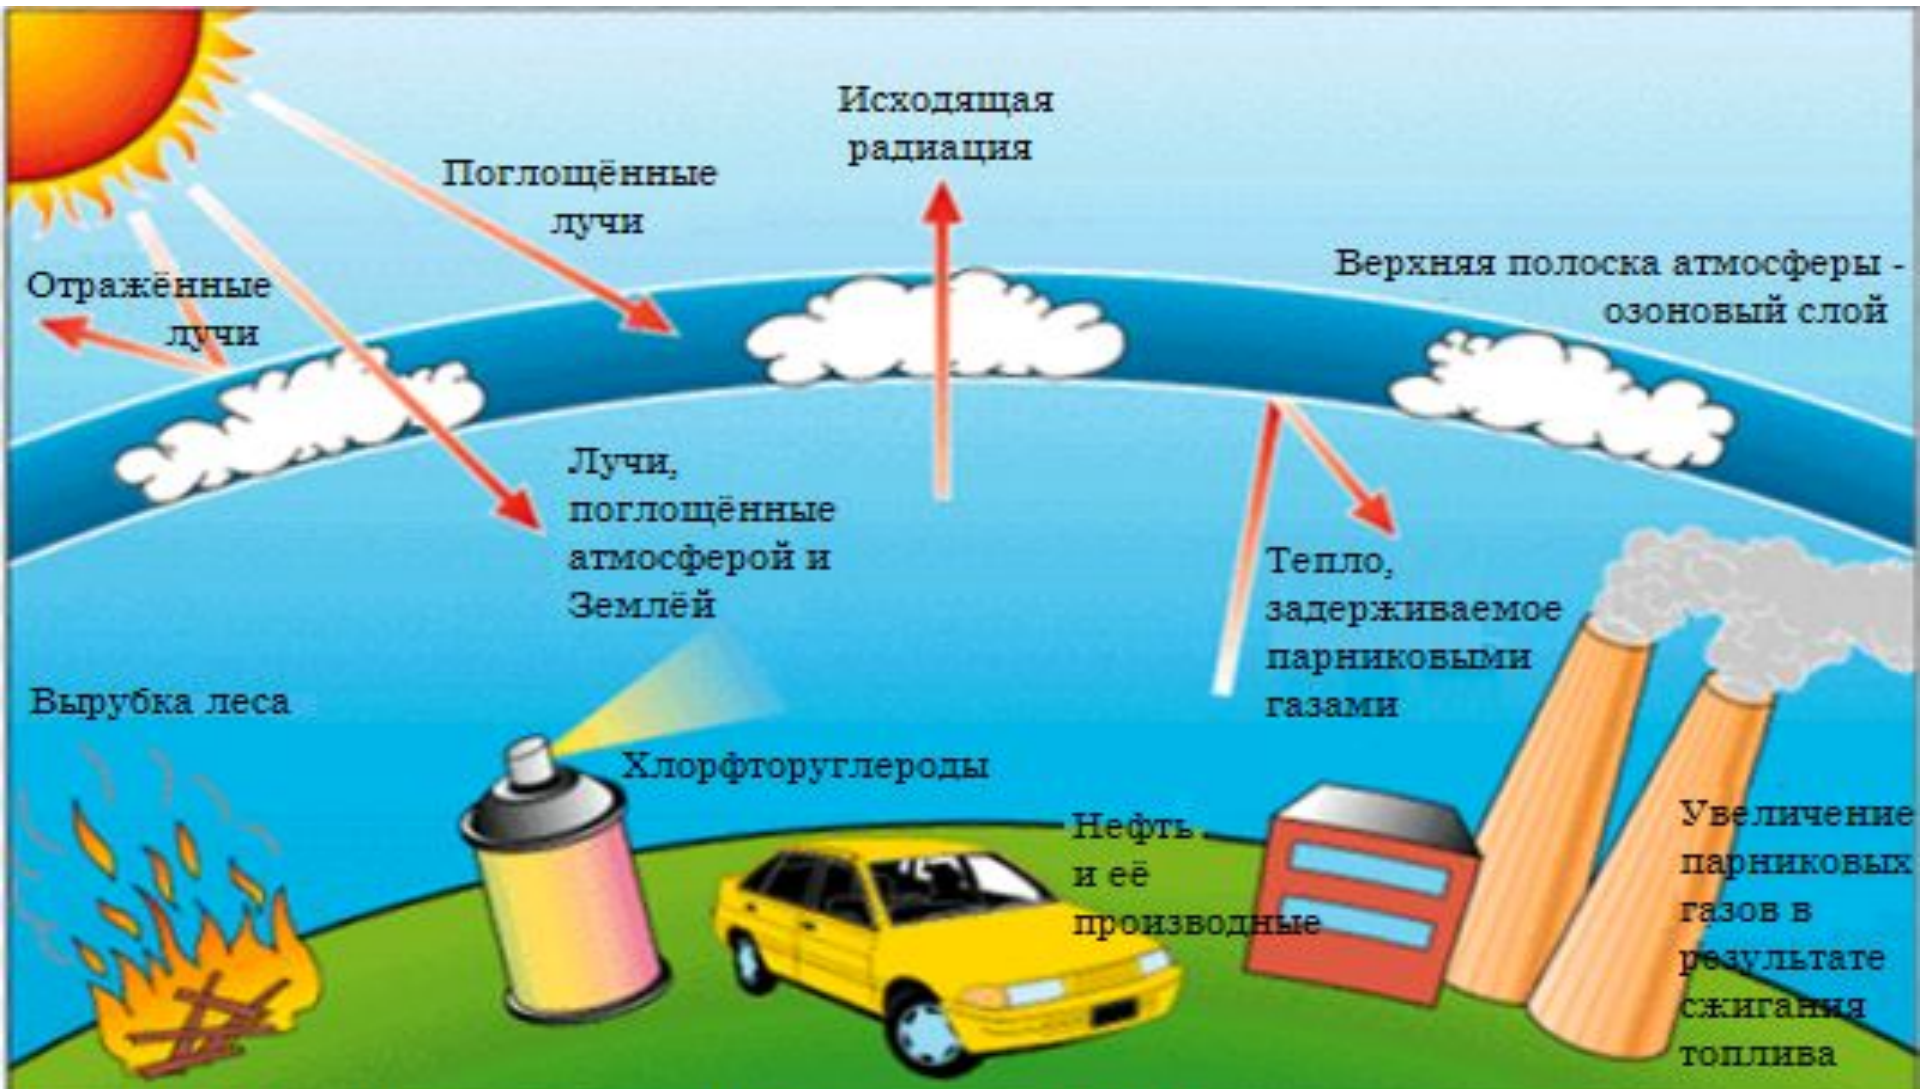 Исходящая
радиация
Поглощённые
лучи
Отражённые
лучи
Верхняя полоска атмосферы -
озоновый слой
Лучи,
поглощённые
атмосферой и
Землёй
Тепло,
задерживаемое
парниковыми
газами
Вырубка леса
Хлорфторуглероды
Нефть
и её
производные
Увеличение
парниковых
газов в
результате
сжигания
топлива